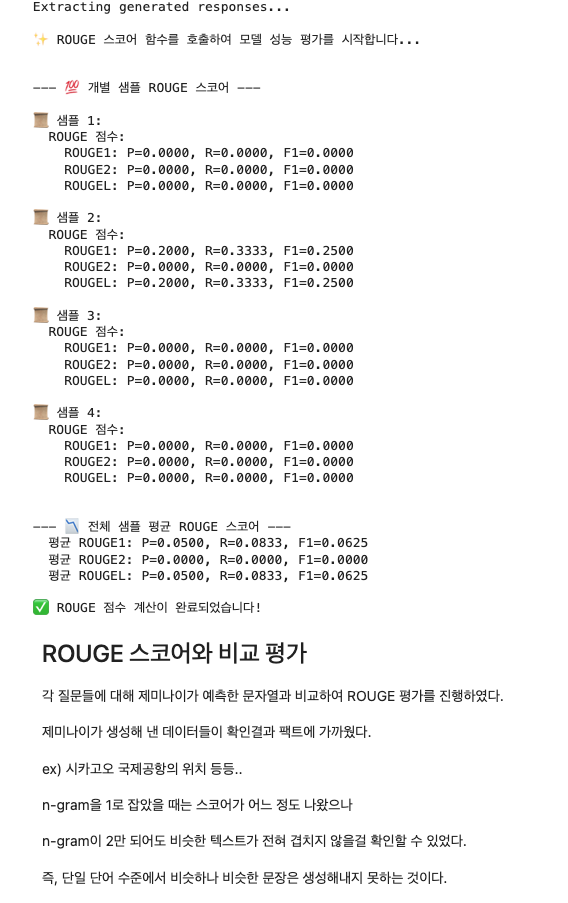 Extracting generated responses...
✨ ROUGE 스코어 함수를 호출하여 모델 성능 평가를 시작합니다...
--- 💯 개별 샘플 ROUGE 스코어 ---
📜 샘플 1:
ROUGE 점수:
ROUGE1: P=0.0000, R=0.0000, F1=0.0000
ROUGE2: P=0.0000, R=0.0000, F1=0.0000
ROUGEL: P=0.0000, R=0.0000, F1=0.0000
📜 샘플 2:
ROUGE 점수:
ROUGE1: P=0.2000, R=0.3333, F1=0.2500
ROUGE2: P=0.0000, R=0.0000, F1=0.0000
ROUGEL: P=0.2000, R=0.3333, F1=0.2500
📜 샘플 3:
ROUGE 점수:
ROUGE1: P=0.0000, R=0.0000, F1=0.0000
ROUGE2: P=0.0000, R=0.0000, F1=0.0000
ROUGEL: P=0.0000, R=0.0000, F1=0.0000
📜 샘플 4:
ROUGE 점수:
ROUGE1: P=0.0000, R=0.0000, F1=0.0000
ROUGE2: P=0.0000, R=0.0000, F1=0.0000
ROUGEL: P=0.0000, R=0.0000, F1=0.0000
--- 📉 전체 샘플 평균 ROUGE 스코어 ---
평균 ROUGE1: P=0.0500, R=0.0833, F1=0.0625
평균 ROUGE2: P=0.0000, R=0.0000, F1=0.0000
평균 ROUGEL: P=0.0500, R=0.0833, F1=0.0625
✅ ROUGE 점수 계산이 완료되었습니다!
ROUGE 스코어와 비교 평가
각 질문들에 대해 제미나이가 예측한 문자열과 비교하여 ROUGE 평가를 진행하였다.
제미나이가 생성해 낸 데이터들이 확인결과 팩트에 가까웠다.
ex) 시카고오 국제공항의 위치 등등..
n-gram을 1로 잡았을 때는 스코어가 어느 정도 나왔으나
n-gram이 2만 되어도 비슷한 텍스트가 전혀 겹치지 않을걸 확인할 수 있었다.
즉, 단일 단어 수준에서 비슷하나 비슷한 문장은 생성해내지 못하는 것이다.